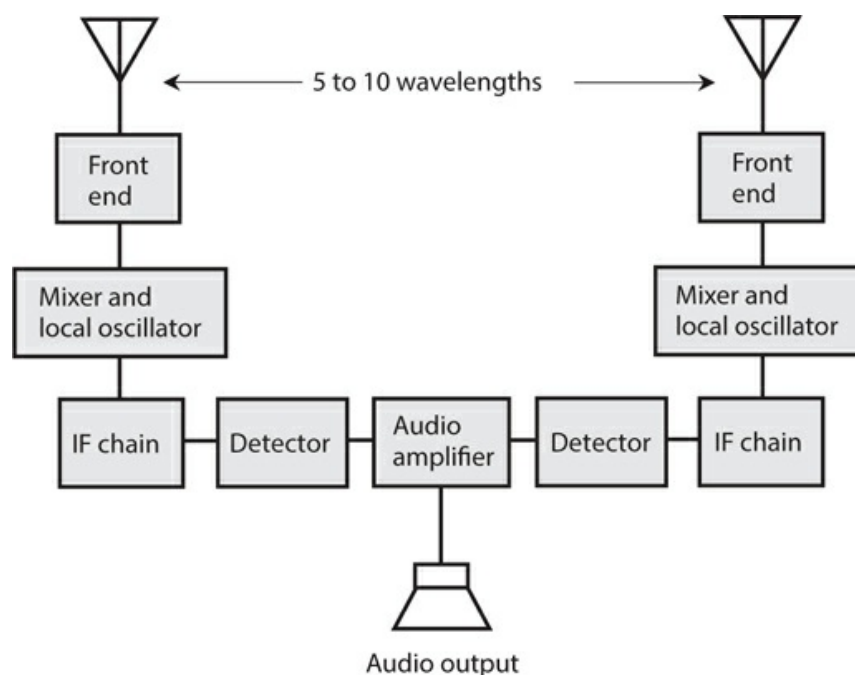 5 to 10 wavelengths
Front
end
Front
end
Mixer and
local oscillator
Mixer and
local oscillator
IF chain
Detector
Audio
amplifier
Detector
IF chain
Audio output